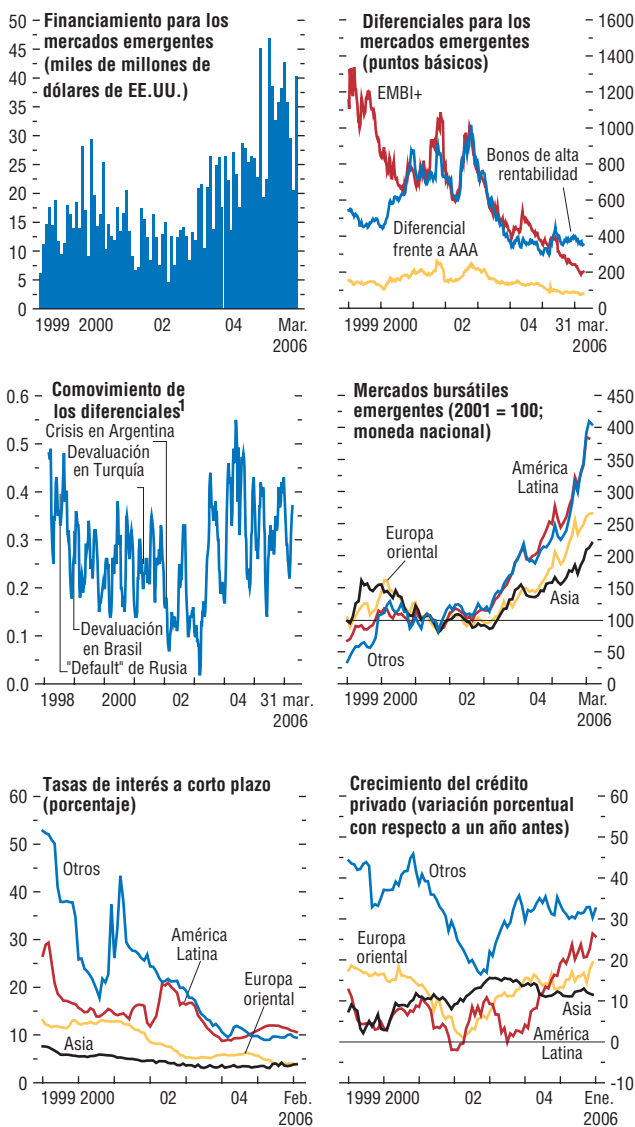 Financiamiento para los
mercados emergentes
(miles de millones de
dólares de EE.UU.)
50
45
40
35
30
25
20
15
10
5
0
1999 2000 02 04 Mar.
2006
Diferenciales para los
mercados emergentes
(puntos básicos)
EMBI+
Bonos de alta
rentabilidad
Diferencial
frente a AAA
1600
1400
1200
1000
800
600
400
200
0
1999 2000 02 04 31 mar.
2006
Comovimiento de
los diferenciales¹
Crisis en Argentina
Devaluación
en Turquía
Devaluación
en Brasil
"Default" de Rusia
0.6
0.5
0.4
0.3
0.2
0.1
0.0
1998 2000 02 04 31 mar.
2006
Mercados bursátiles
emergentes (2001 = 100;
moneda nacional)
América
Latina
Europa
oriental
Asia
Otros
450
400
350
300
250
200
150
100
50
0
1999 2000 02 04 Mar.
2006
Tasas de interés a corto plazo
(porcentaje)
Otros
América
Latina
Europa
oriental
Asia
60
50
40
30
20
10
0
1999 2000 02 04 Feb.
2006
Crecimiento del crédito
privado (variación porcentual
con respecto a un año antes)
Otros
Europa
oriental
Asia
América
Latina
60
50
40
30
20
10
0
-10
1999 2000 02 04 Ene.
2006